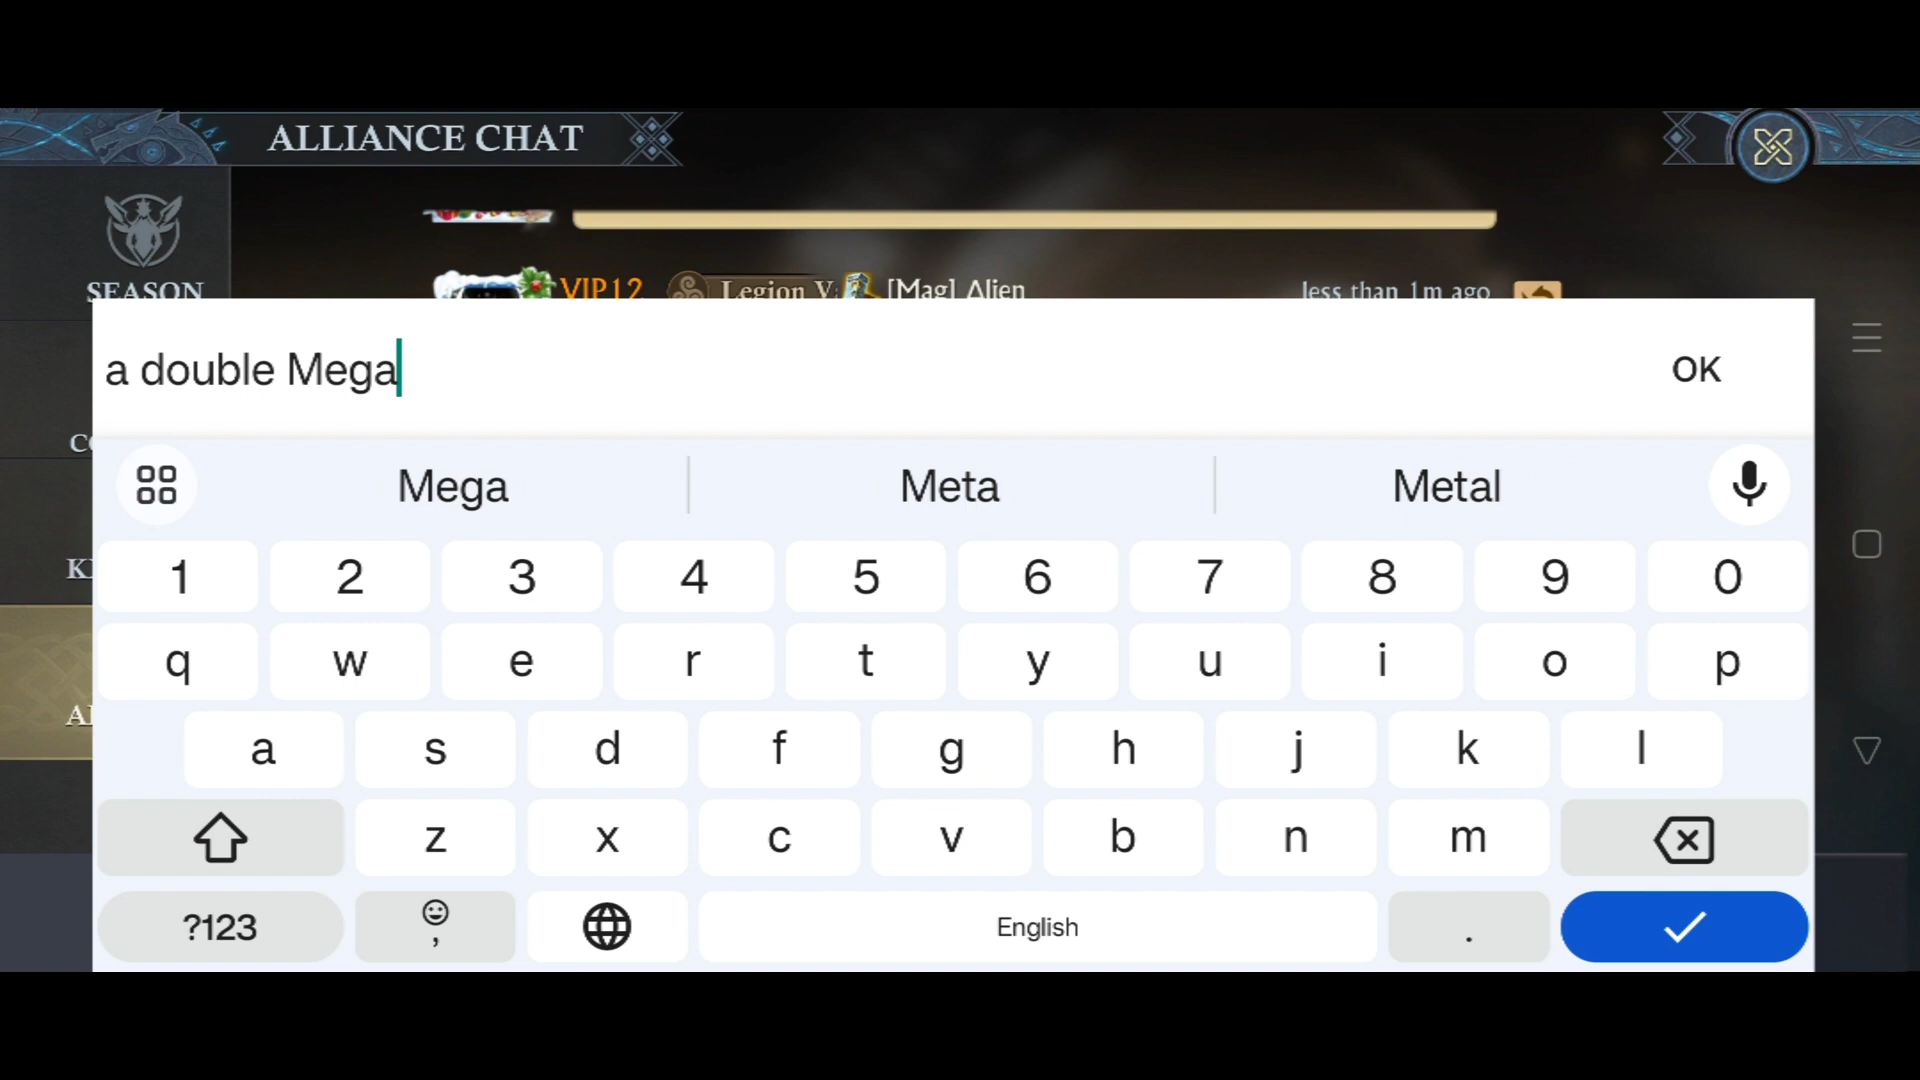 ALLIANCE CHAT
SEASON
VIP12 Legion V [Mag] Alien less than 1m ago
a double Mega OK
Mega Meta Metal
1 2 3 4 5 6 7 8 9 0
q w e r t y u i o p
a s d f g h j k l
z x c v b n m
?123 , English .